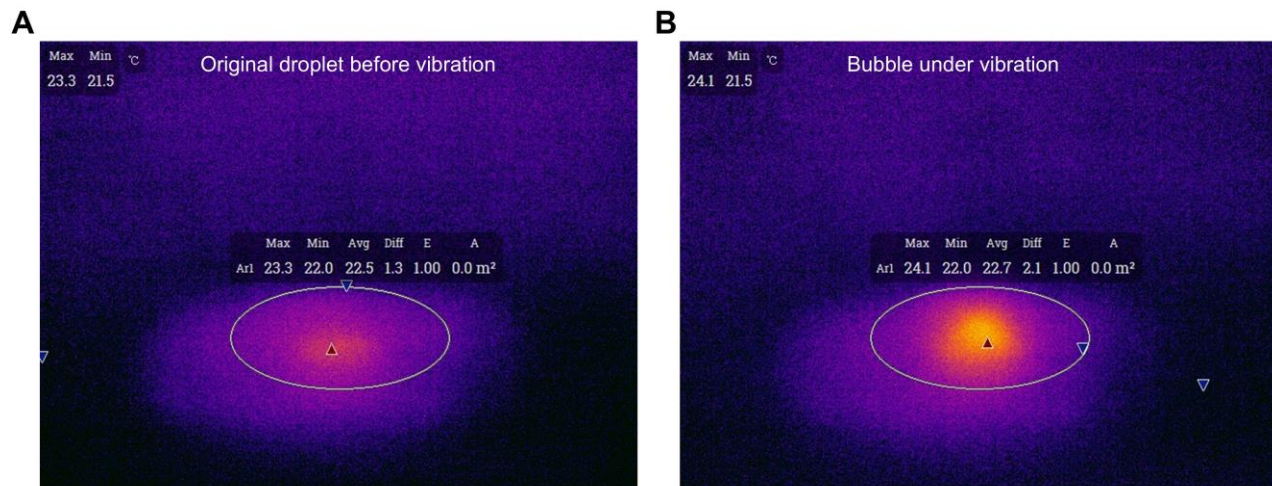 A
B
Max Min °C
23.3 21.5
Original droplet before vibration
Max Min Avg Diff E A
Ar1 23.3 22.0 22.5 1.3 1.00 0.0 m²
Max Min °C
24.1 21.5
Bubble under vibration
Max Min Avg Diff E A
Ar1 24.1 22.0 22.7 2.1 1.00 0.0 m²